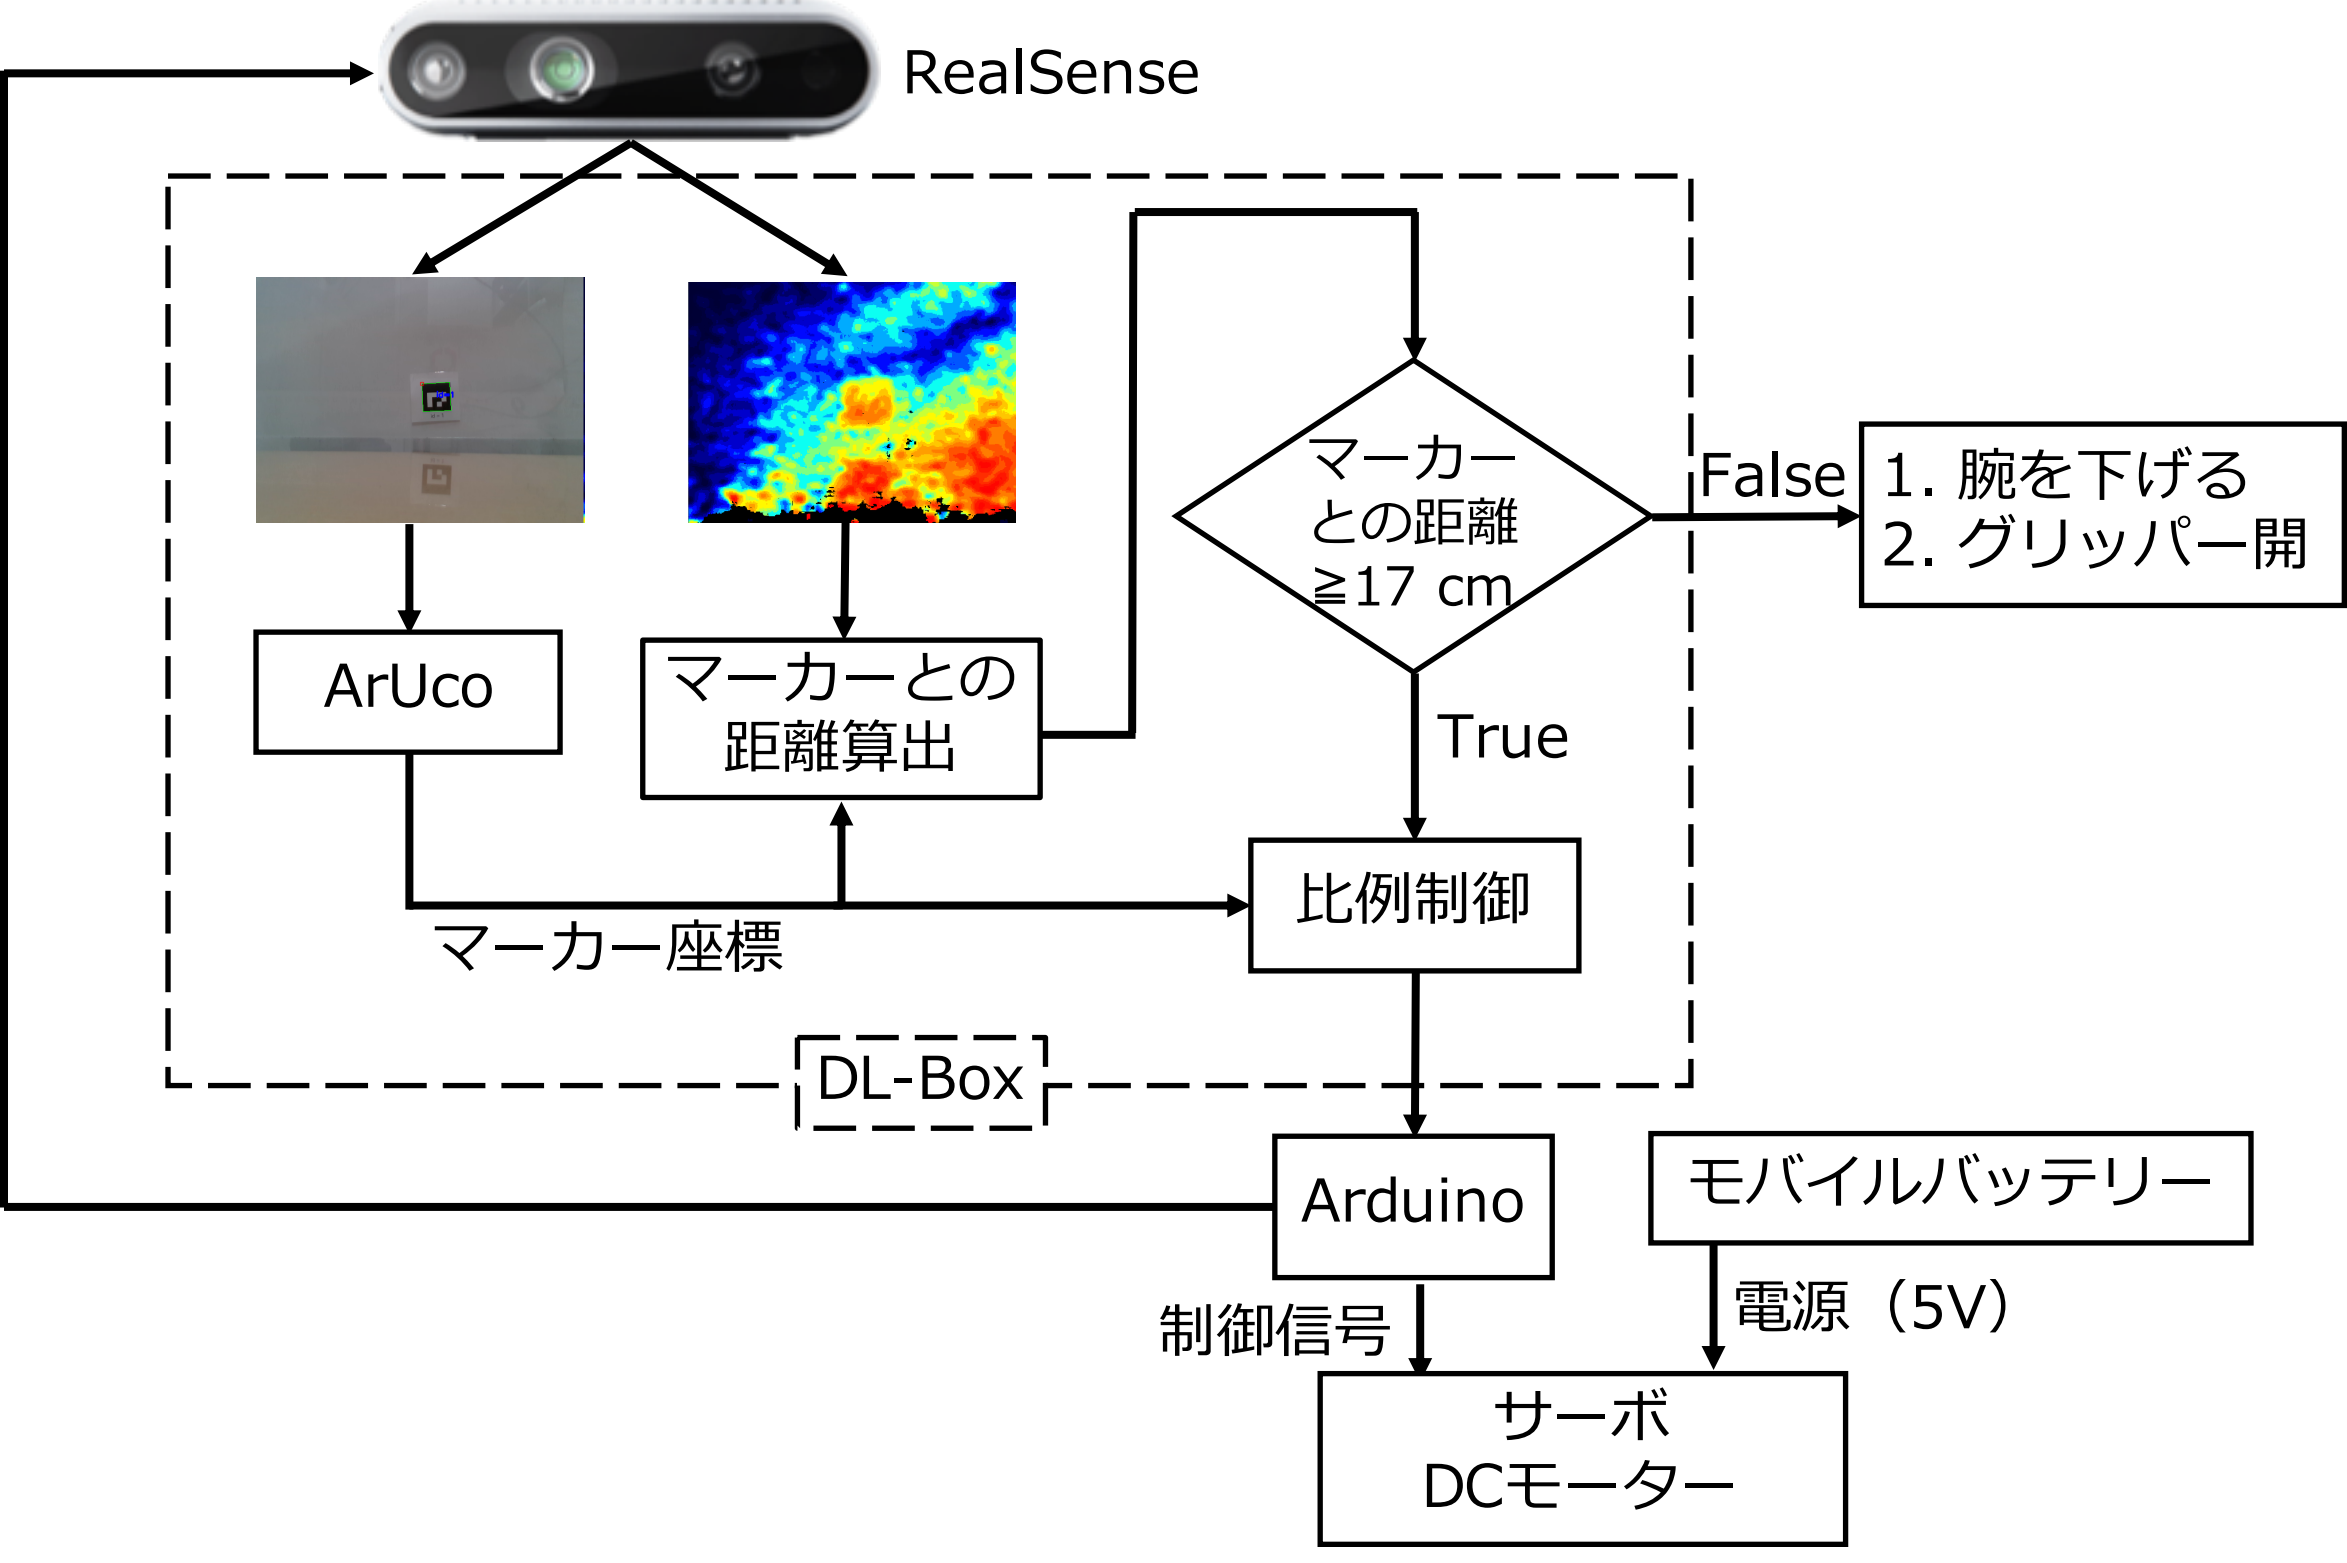 RealSense
マーカー
との距離
≧17 cm
False
1. 腕を下げる
2. グリッパー開
ArUco
マーカーとの
距離算出
True
比例制御
マーカー座標
DL-Box
Arduino
モバイルバッテリー
制御信号
電源（5V）
サーボ
DCモーター